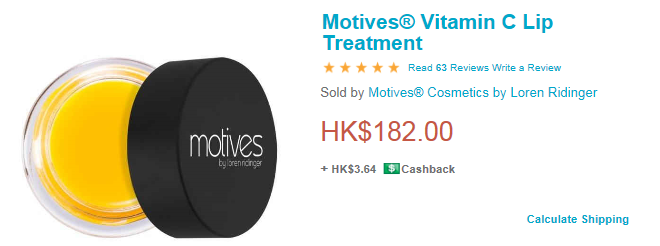 Motives® Vitamin C Lip
Treatment
Read 63 Reviews Write a Review
Sold by Motives® Cosmetics by Loren Ridinger
HK$182.00
motives
by loren ridinger
+ HK$3.64 $ Cashback
Calculate Shipping